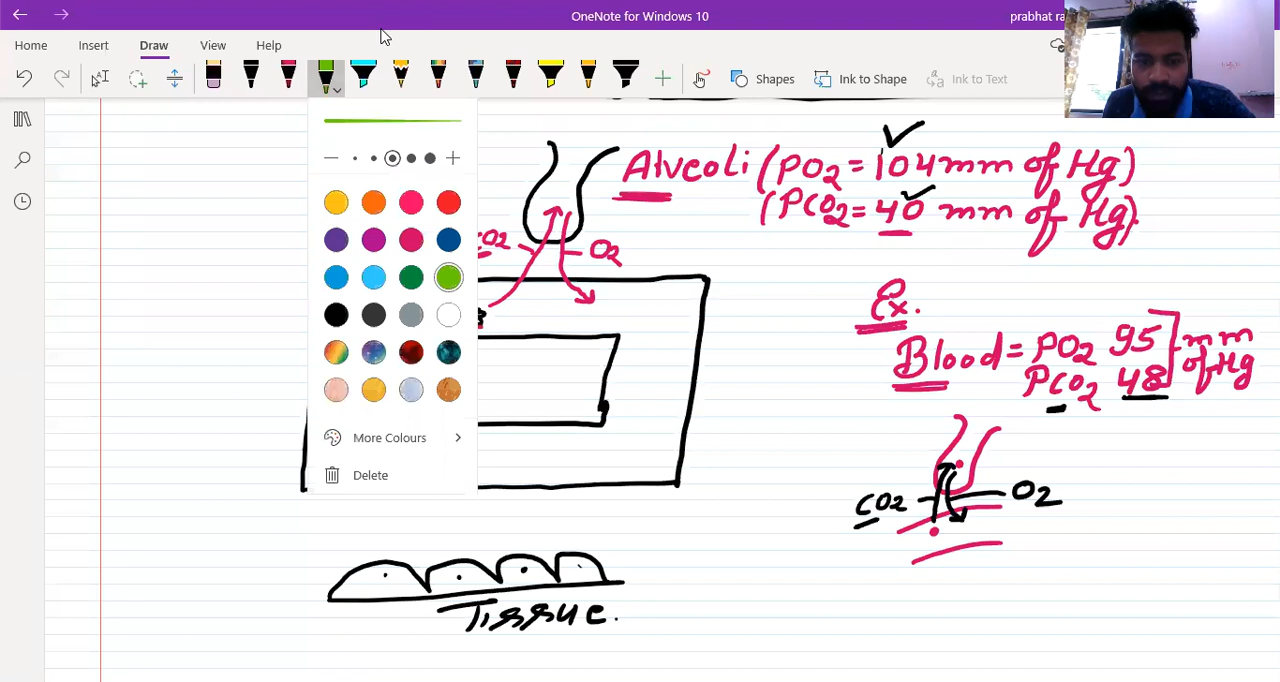 OneNote for Windows 10
prabhat ra
Home Insert Draw View Help
Shapes Ink to Shape Ink to Text
Alveoli (PO2 = 104 mm of Hg)
(PCO2 = 40 mm of Hg)
CO2 O2
Ex.
Blood = PO2 95 mm
PCO2 48 of Hg
CO2 O2
More Colours
Delete
Tissue.